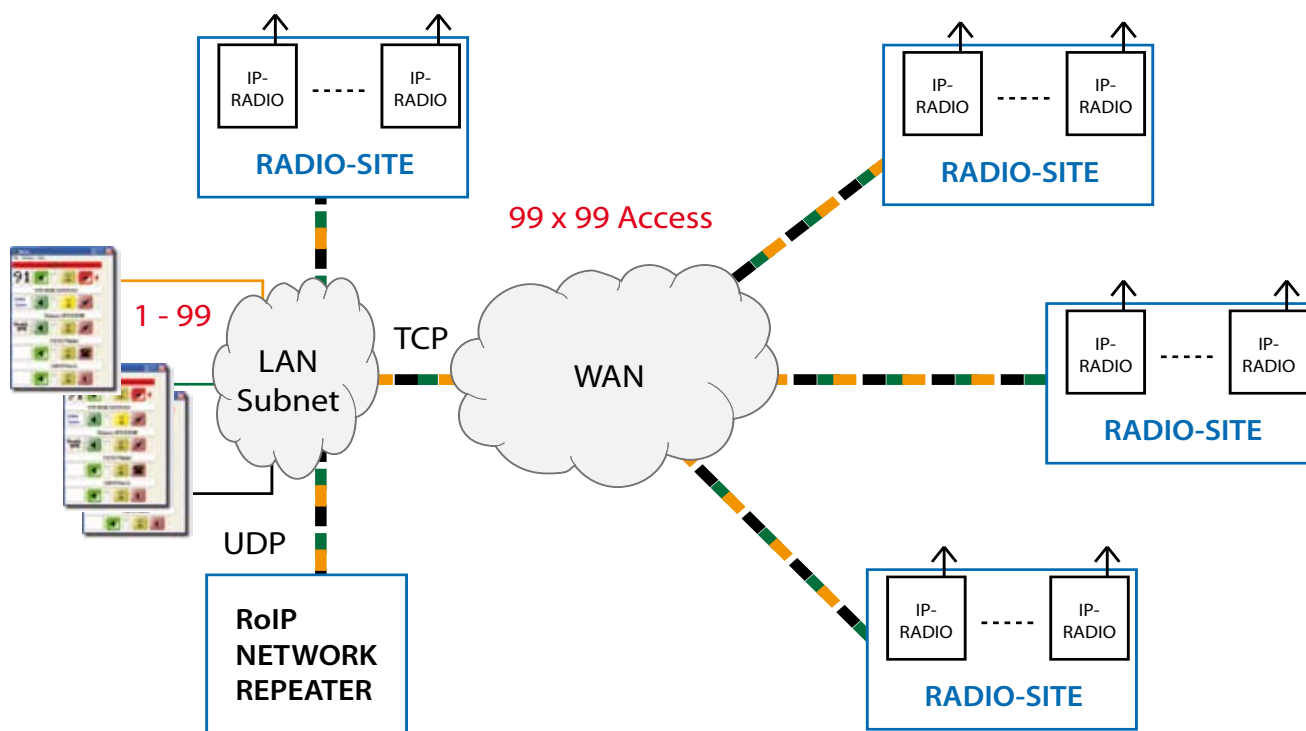 IP-
RADIO
IP-
RADIO
RADIO-SITE
IP-
RADIO
IP-
RADIO
RADIO-SITE
99 x 99 Access
91
1 - 99
LAN
Subnet
TCP
WAN
IP-
RADIO
IP-
RADIO
RADIO-SITE
UDP
RoIP
NETWORK
REPEATER
IP-
RADIO
IP-
RADIO
RADIO-SITE